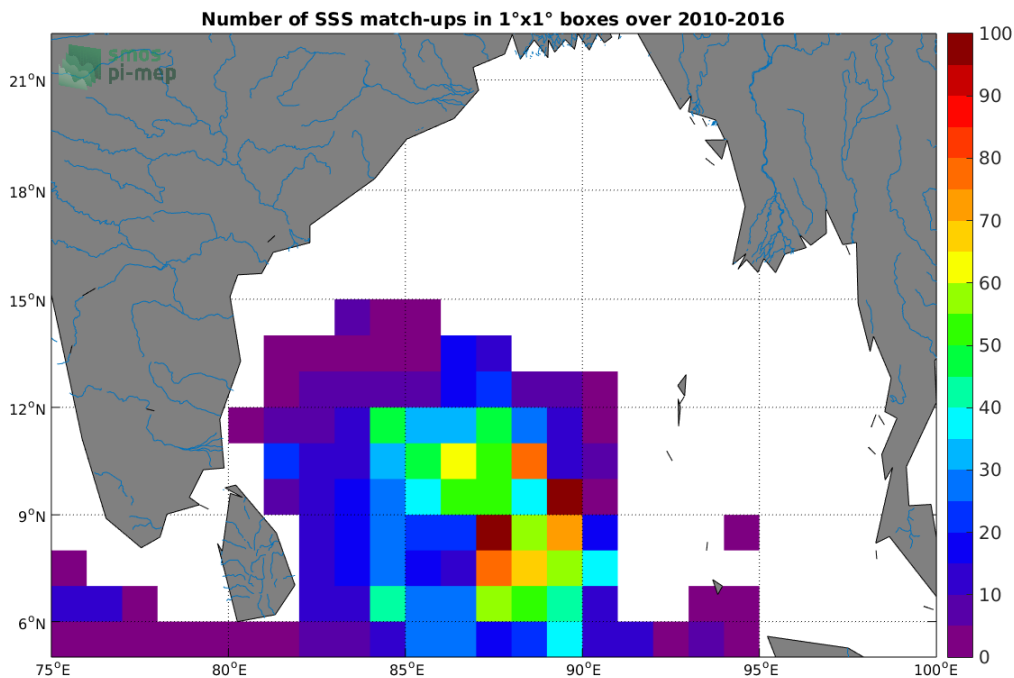 Number of SSS match-ups in 1°x1° boxes over 2010-2016
smos
pi-mep
21°N
18°N
15°N
12°N
9°N
6°N
75°E
80°E
85°E
90°E
95°E
100°E
100
90
80
70
60
50
40
30
20
10
0